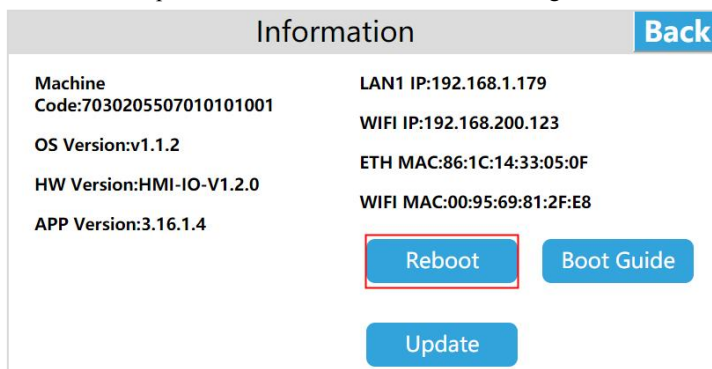 Information
Back
Machine
Code:7030205507010101001
OS Version:v1.1.2
HW Version:HMI-IO-V1.2.0
APP Version:3.16.1.4
LAN1 IP:192.168.1.179
WIFI IP:192.168.200.123
ETH MAC:86:1C:14:33:05:0F
WIFI MAC:00:95:69:81:2F:E8
Reboot
Boot Guide
Update